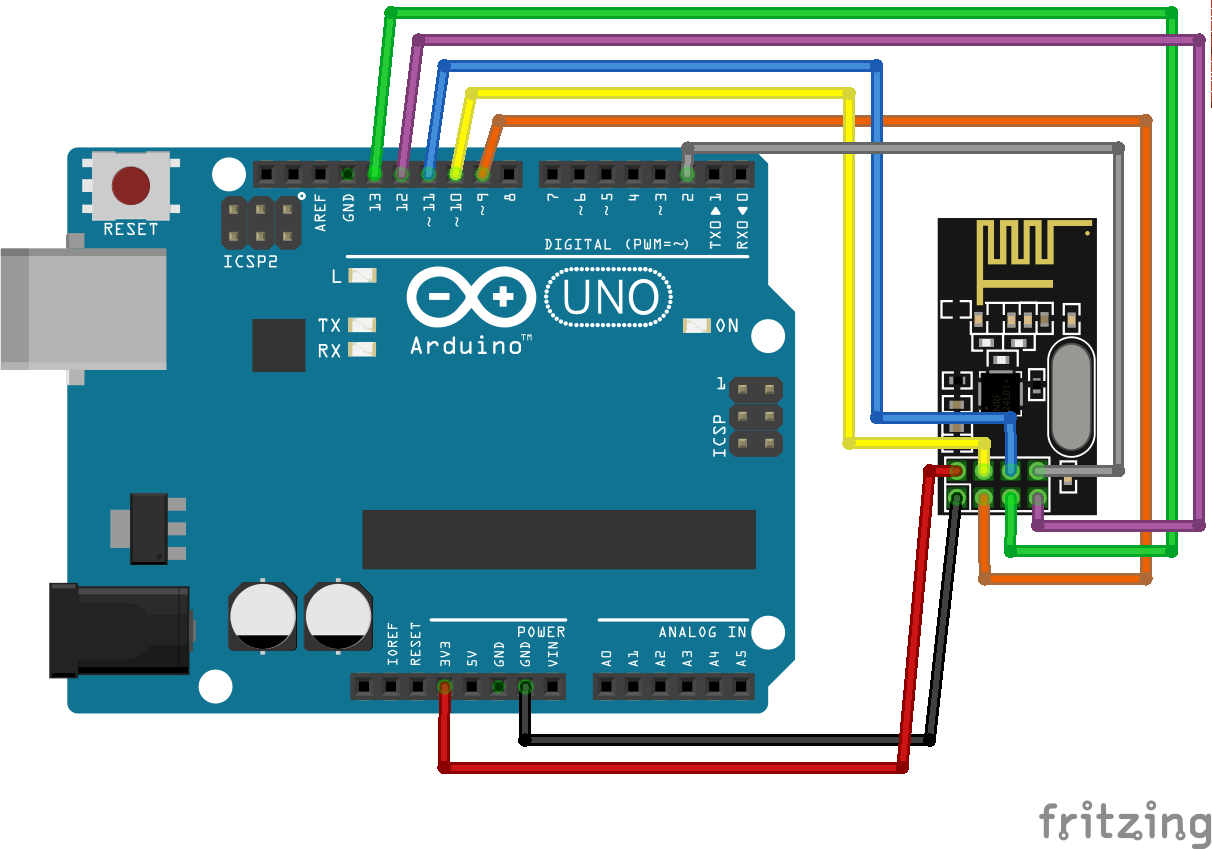 RESET
ICSP2
AREF
GND
13
12
~11
~10
~9
8
7
~6
~5
4
~3
2
TX0▶1
RX0◀0
DIGITAL (PWM=~)
L
TX
RX
Arduino™
UNO
ON
1
ICSP
IOREF
RESET
3V3
5V
GND
GND
VIN
POWER
ANALOG IN
A0
A1
A2
A3
A4
A5
fritzing